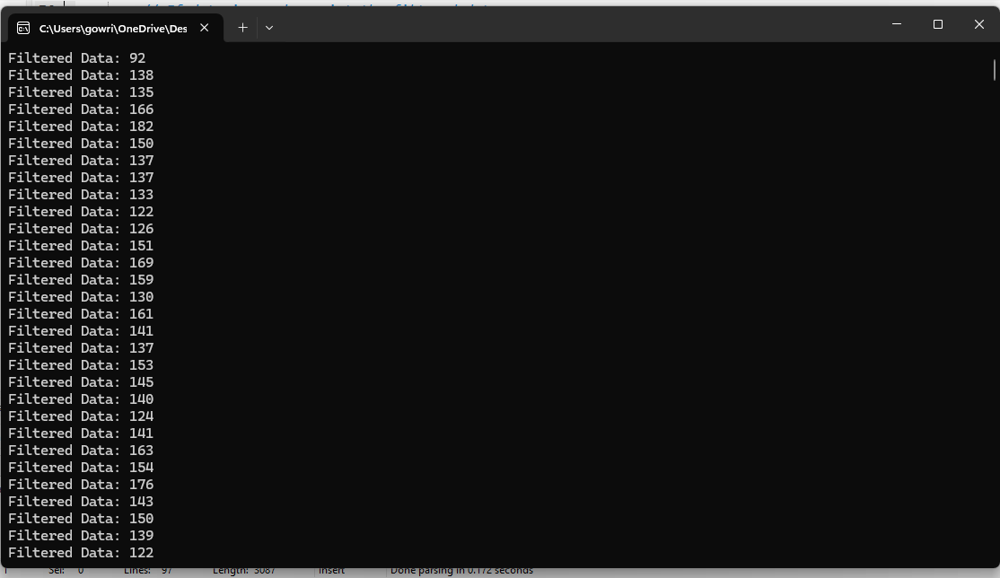 C:\Users\gowri\OneDrive\Des
Filtered Data: 92
Filtered Data: 138
Filtered Data: 135
Filtered Data: 166
Filtered Data: 182
Filtered Data: 150
Filtered Data: 137
Filtered Data: 137
Filtered Data: 133
Filtered Data: 122
Filtered Data: 126
Filtered Data: 151
Filtered Data: 169
Filtered Data: 159
Filtered Data: 130
Filtered Data: 161
Filtered Data: 141
Filtered Data: 137
Filtered Data: 153
Filtered Data: 145
Filtered Data: 140
Filtered Data: 124
Filtered Data: 141
Filtered Data: 163
Filtered Data: 154
Filtered Data: 176
Filtered Data: 143
Filtered Data: 150
Filtered Data: 139
Filtered Data: 122
Sel: 0 Lines: 97 Length: 3087 Insert Done parsing in 0.172 seconds